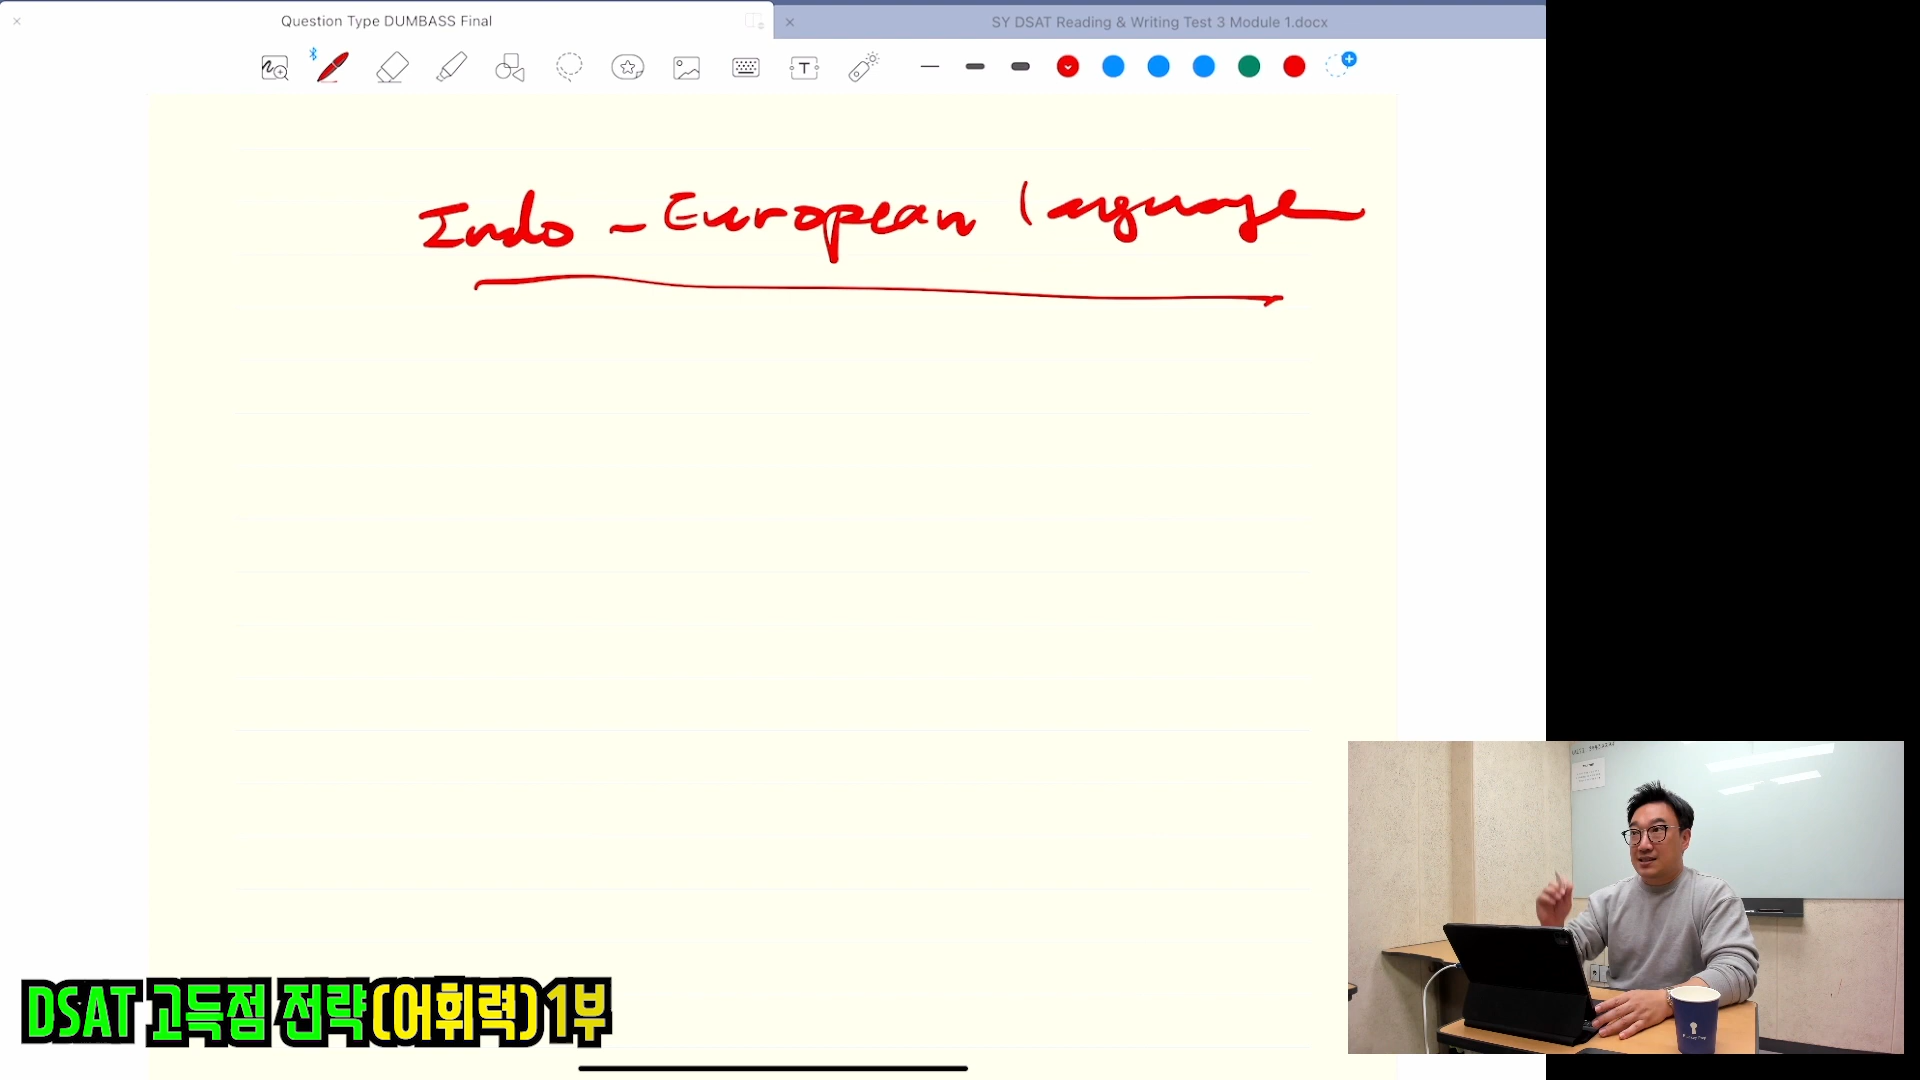 Question Type DUMBASS Final
SY DSAT Reading & Writing Test 3 Module 1.docx
T
Indo-European language
DSAT 고득점 전략(어휘력)1부